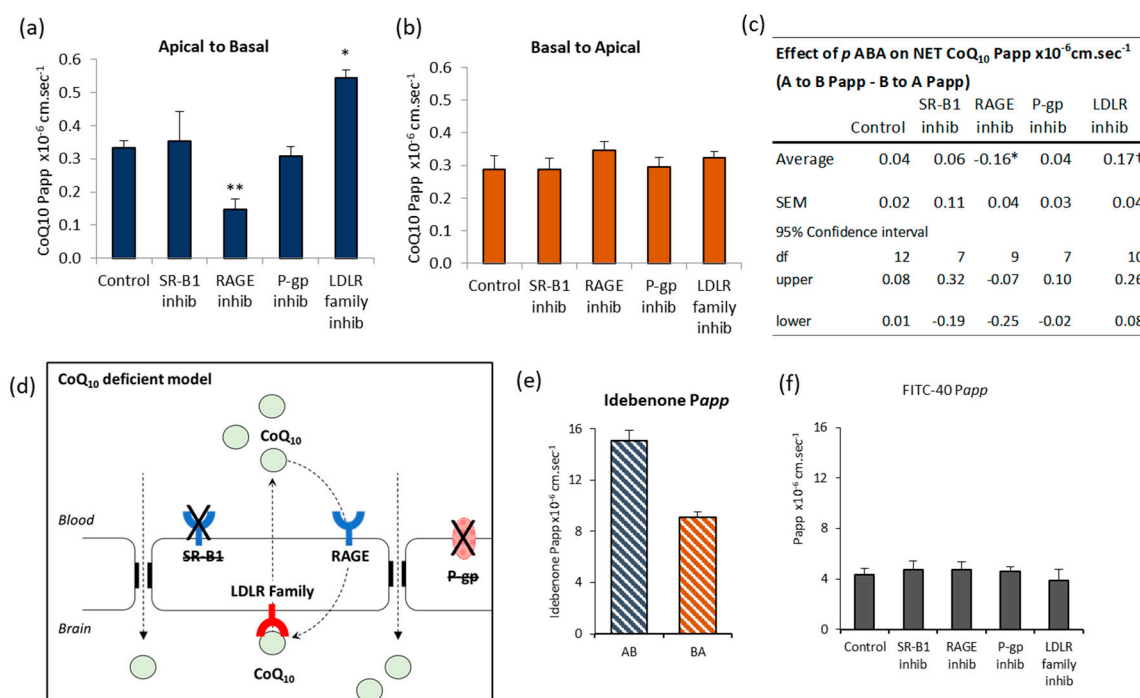 (a)
Apical to Basal
CoQ10 Papp x10⁻⁶ cm.sec⁻¹
0.6
0.5
0.4
0.3
0.2
0.1
0.0
**
*
Control
SR-B1 inhib
RAGE inhib
P-gp inhib
LDLR family inhib
(b)
Basal to Apical
CoQ10 Papp x10⁻⁶ cm.sec⁻¹
0.6
0.5
0.4
0.3
0.2
0.1
0.0
Control
SR-B1 inhib
RAGE inhib
P-gp inhib
LDLR family inhib
(c)
Effect of p ABA on NET CoQ₁₀ Papp x10⁻⁶cm.sec⁻¹
(A to B Papp - B to A Papp)
Control SR-B1 inhib RAGE inhib P-gp inhib LDLR inhib
Average 0.04 0.06 -0.16* 0.04 0.17†
SEM 0.02 0.11 0.04 0.03 0.04
95% Confidence interval
df 12 7 9 7 10
upper 0.08 0.32 -0.07 0.10 0.26
lower 0.01 -0.19 -0.25 -0.02 0.08
(d)
CoQ₁₀ deficient model
CoQ₁₀
Blood
SR-B1
RAGE
P-gp
LDLR Family
Brain
CoQ₁₀
(e)
Idebenone Papp
Idebenone Papp x10⁻⁶ cm.sec⁻¹
16
12
8
4
0
AB
BA
(f)
FITC-40 Papp
Papp x10⁻⁶ cm.sec⁻¹
16
12
8
4
0
Control
SR-B1 inhib
RAGE inhib
P-gp inhib
LDLR family inhib